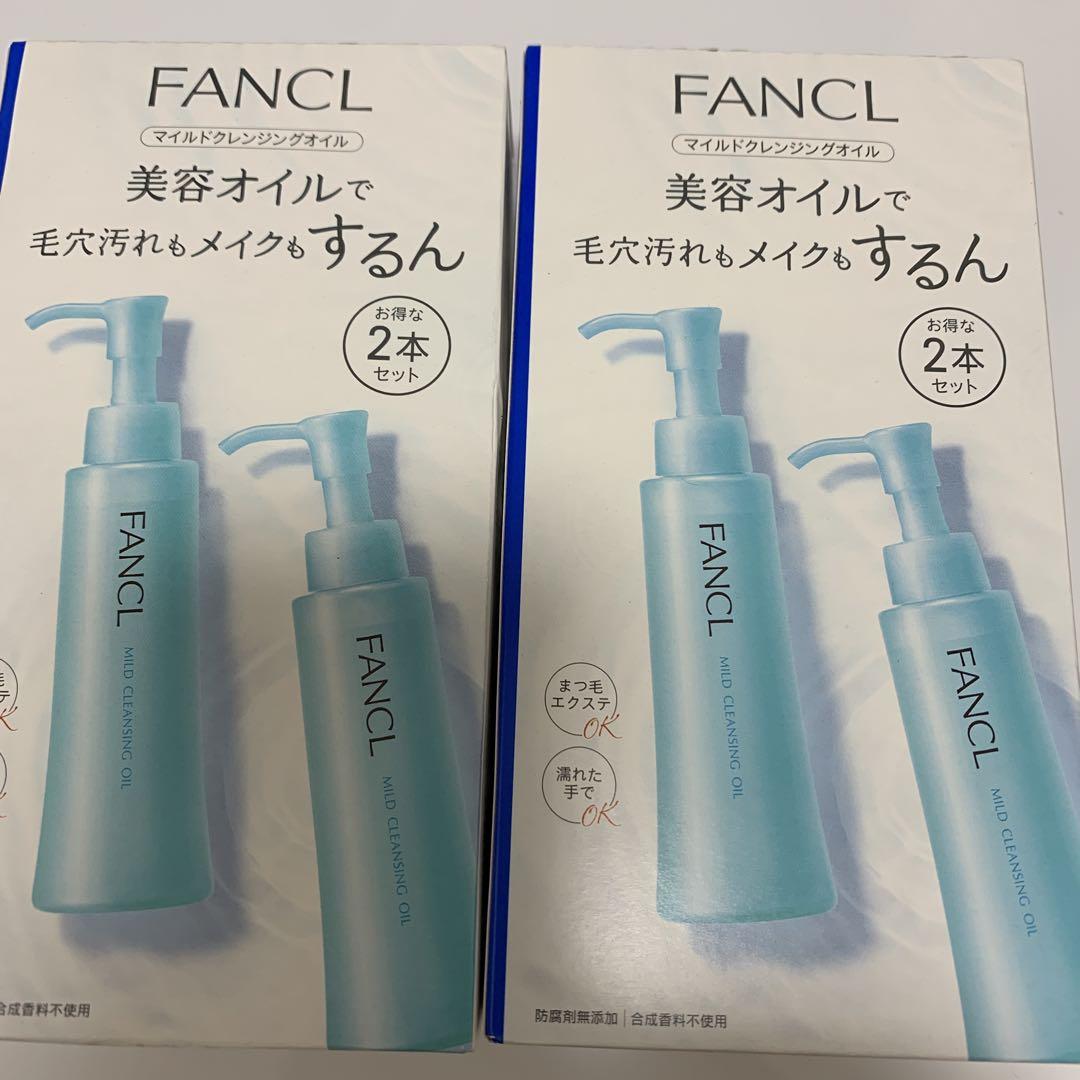 FANCL
マイルドクレンジングオイル
美容オイルで
毛穴汚れもメイクもするん
お得な
2本
セット
FANCL
MILD CLEANSING OIL
FANCL
MILD CLEANSING OIL
毛
テ
OK
合成香料不使用
FANCL
マイルドクレンジングオイル
美容オイルで
毛穴汚れもメイクもするん
お得な
2本
セット
FANCL
MILD CLEANSING OIL
FANCL
MILD CLEANSING OIL
まつ毛
エクステ
OK
濡れた
手で
OK
防腐剤無添加｜合成香料不使用